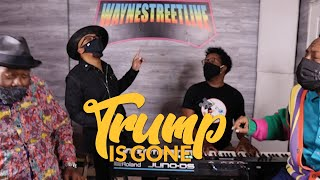 WAYNESTREETLIVE
Trump
IS GONE
Roland JUNO-DS